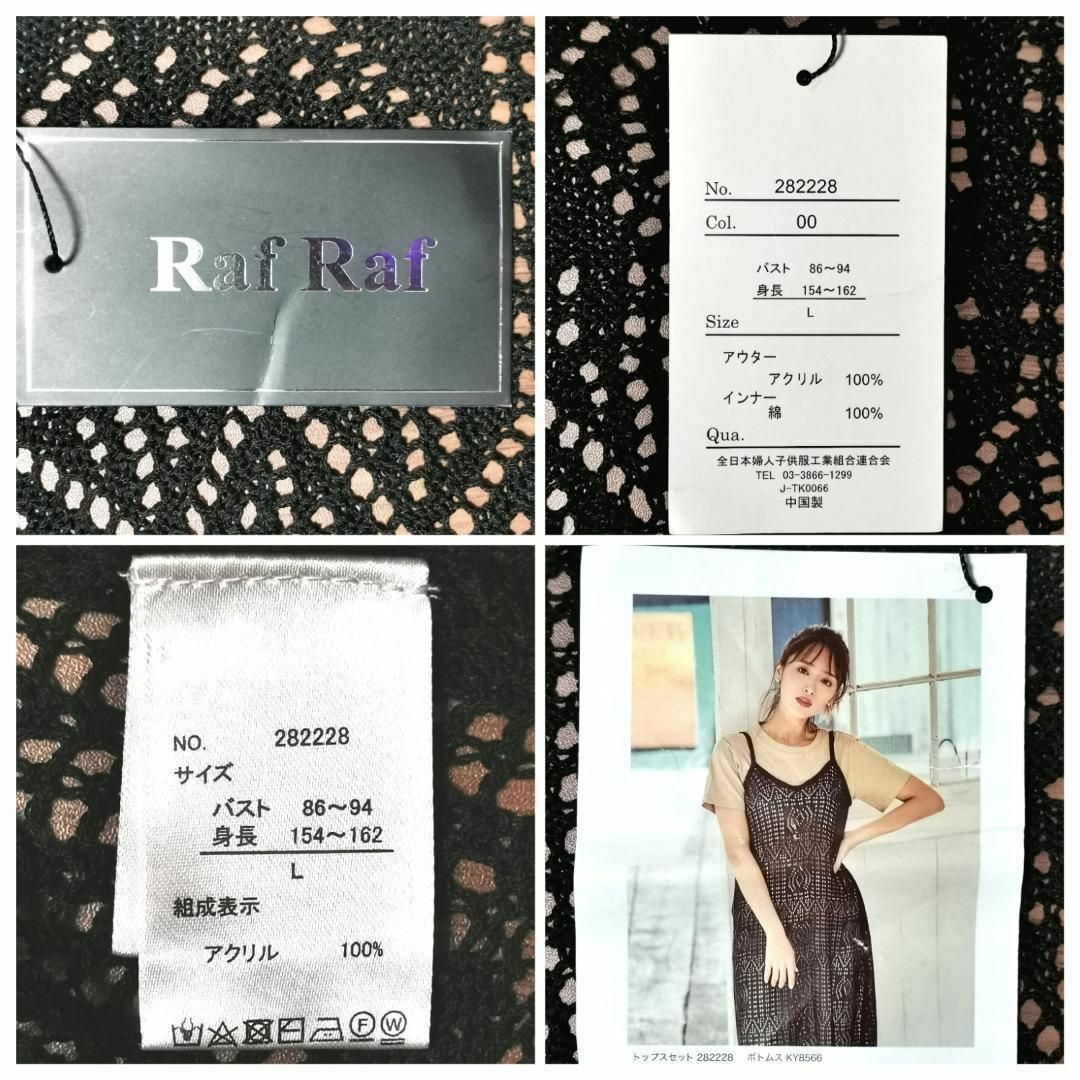 Raf Raf
No. 282228
Col. 00
バスト 86～94
身長 154～162
L
Size
アウター
アクリル 100%
インナー
綿 100%
Qua.
全日本婦人子供服工業組合連合会
TEL 03-3866-1299
J-TK0066
中国製
NO. 282228
サイズ
バスト 86～94
身長 154～162
L
組成表示
アクリル 100%
F W
トップスセット 282228 ボトムス KY8566